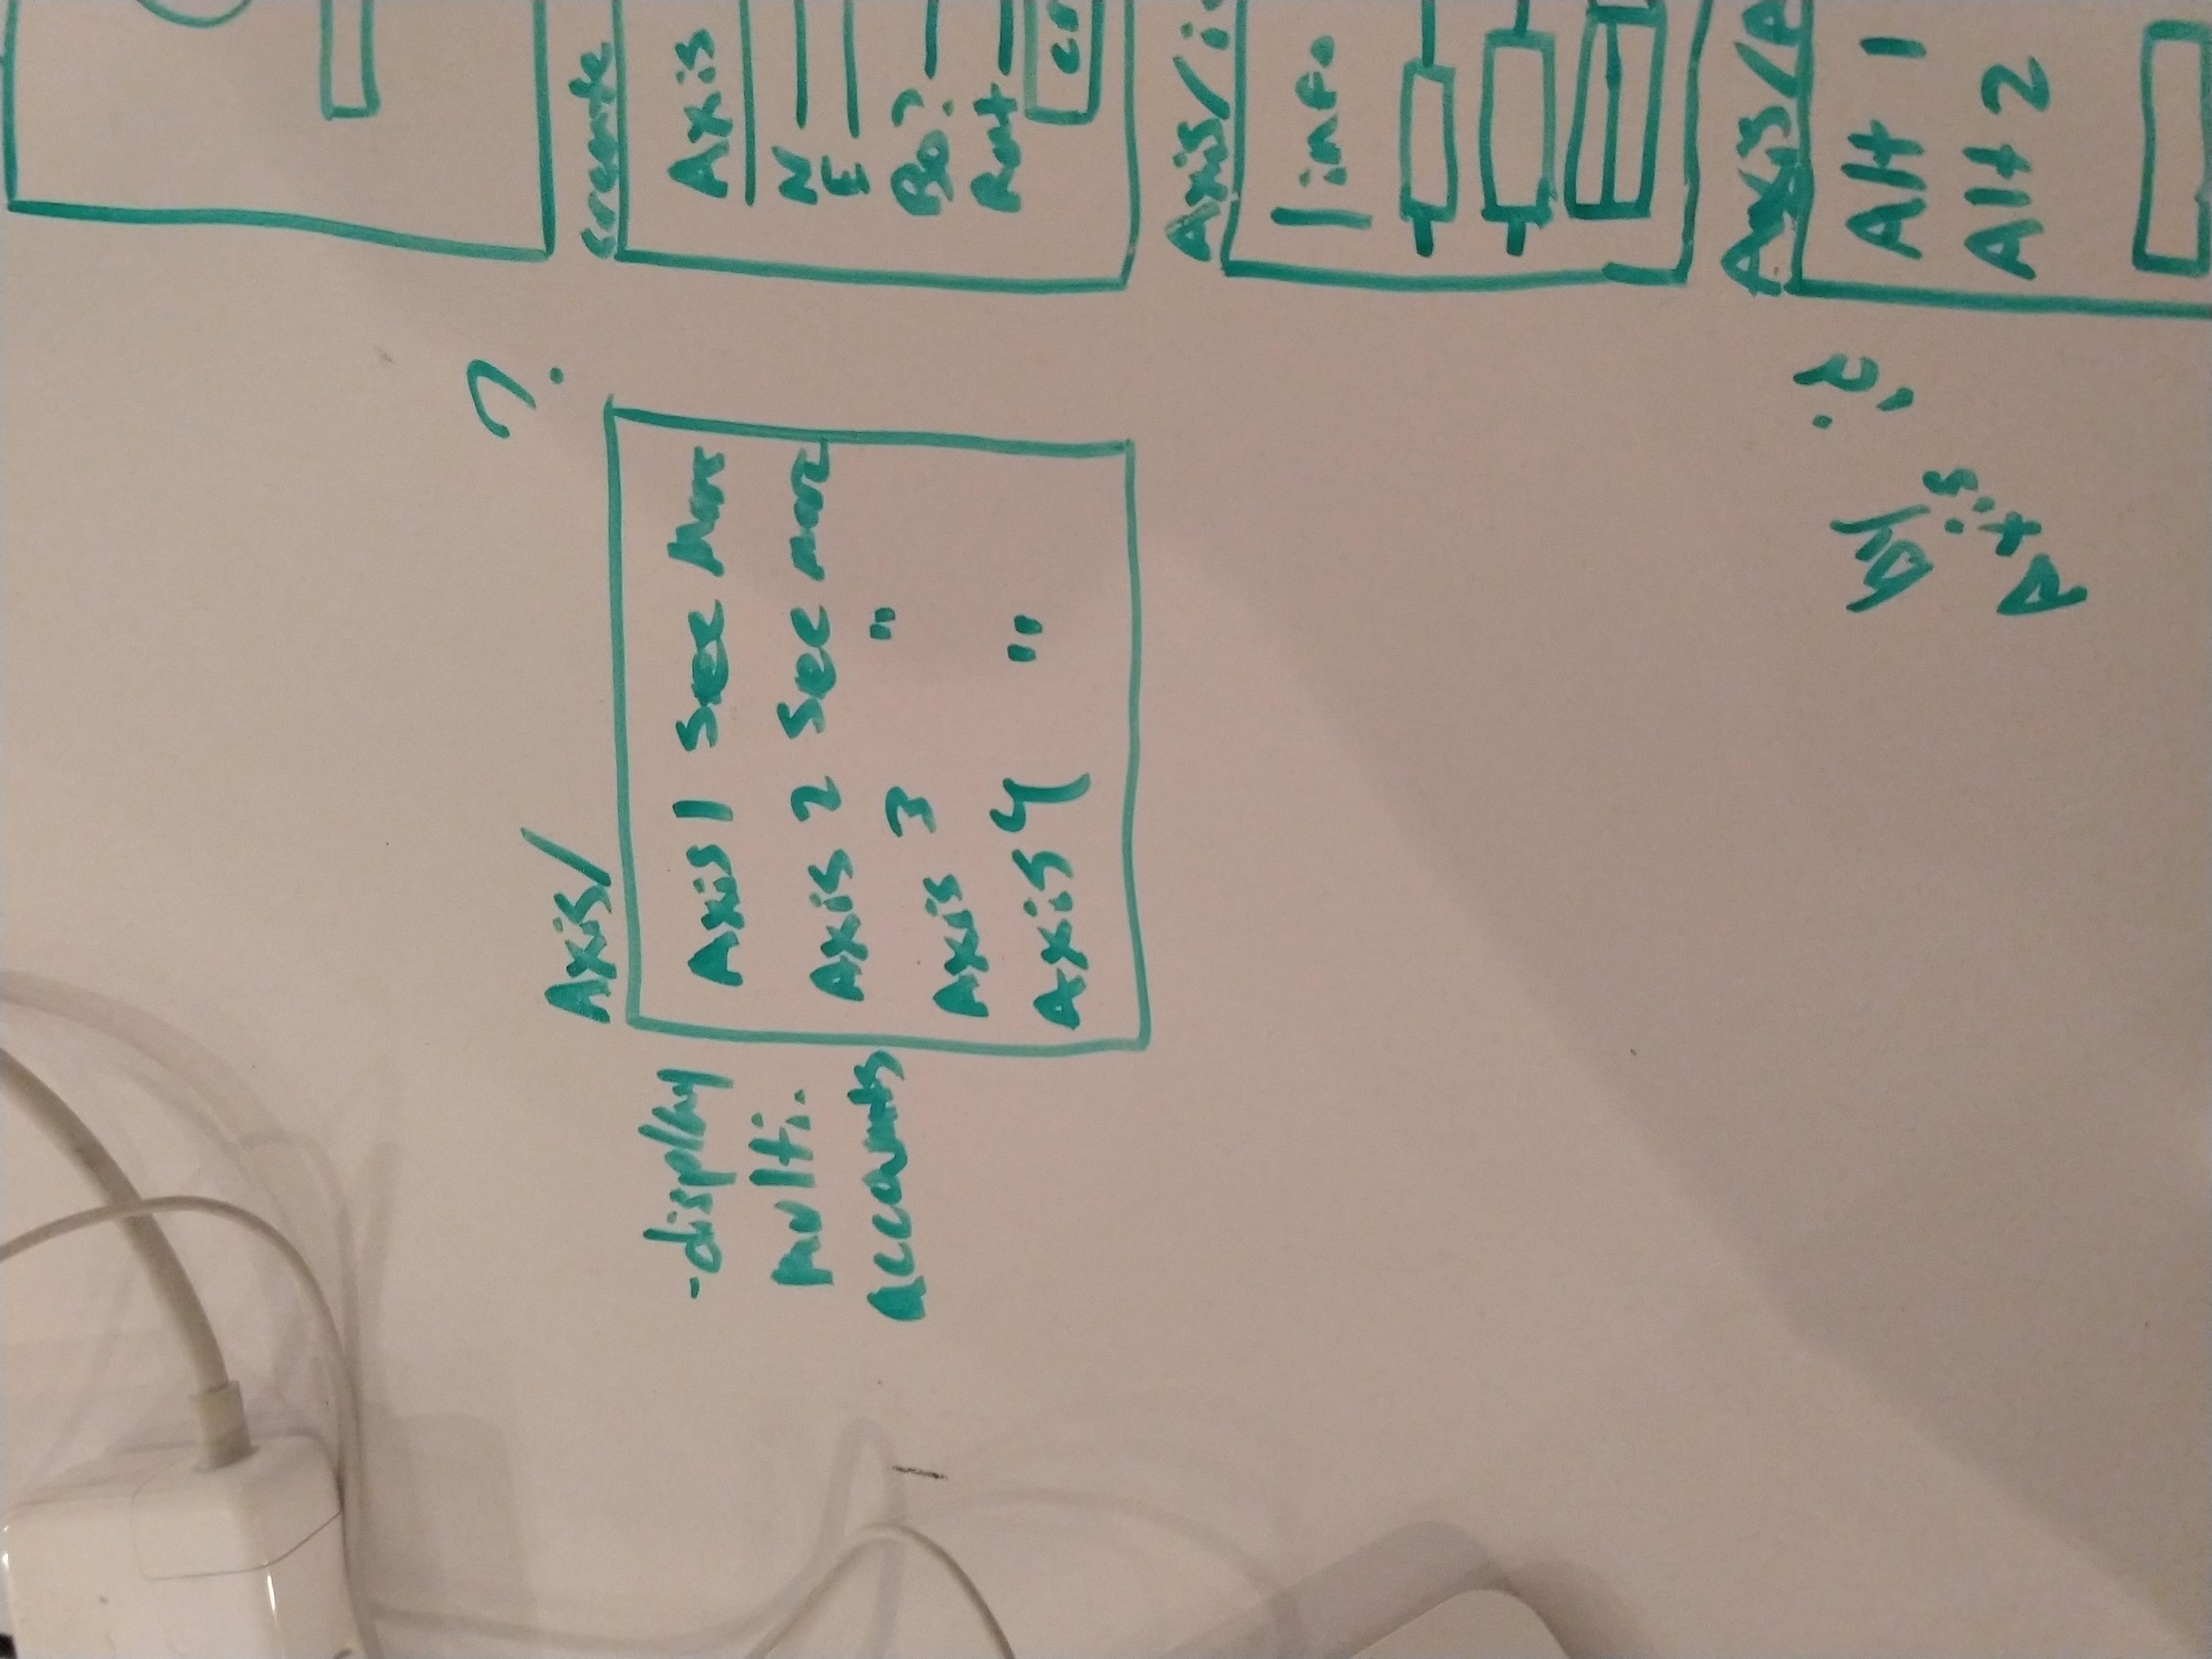 ?
Axis/
-display
multi.
accounts
Axis 1 See More
Axis 2 See more
Axis 3 "
Axis 4 "
create
Axis
N
E
Bo?
Rat
cr
Axis/i
info
Axis/A
by
Axis id
Alt 1
Alt 2